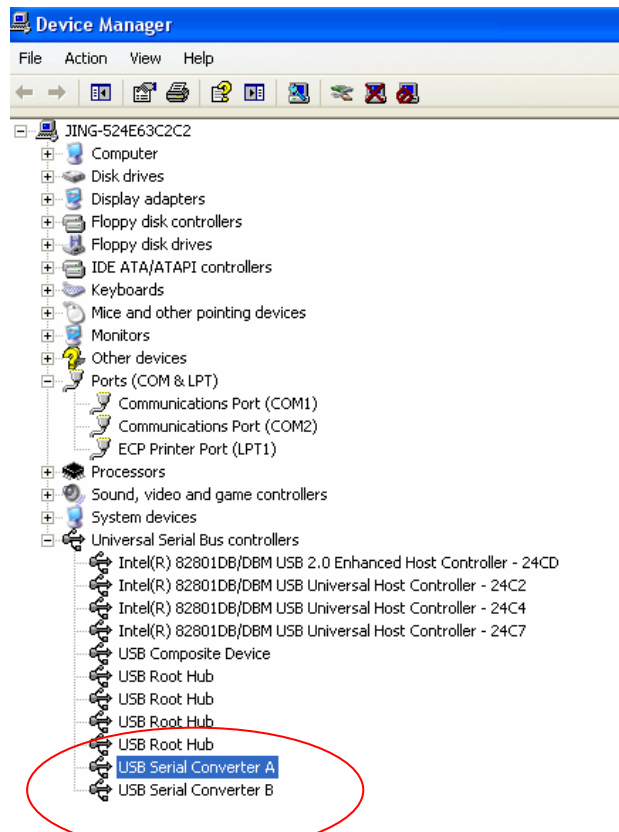 Device Manager
File Action View Help
JING-524E63C2C2
Computer
Disk drives
Display adapters
Floppy disk controllers
Floppy disk drives
IDE ATA/ATAPI controllers
Keyboards
Mice and other pointing devices
Monitors
Other devices
Ports (COM & LPT)
Communications Port (COM1)
Communications Port (COM2)
ECP Printer Port (LPT1)
Processors
Sound, video and game controllers
System devices
Universal Serial Bus controllers
Intel(R) 82801DB/DBM USB 2.0 Enhanced Host Controller - 24CD
Intel(R) 82801DB/DBM USB Universal Host Controller - 24C2
Intel(R) 82801DB/DBM USB Universal Host Controller - 24C4
Intel(R) 82801DB/DBM USB Universal Host Controller - 24C7
USB Composite Device
USB Root Hub
USB Root Hub
USB Root Hub
USB Root Hub
USB Serial Converter A
USB Serial Converter B